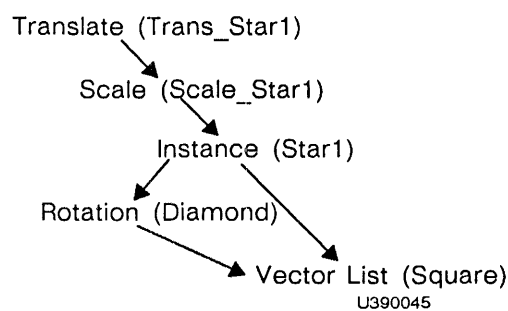 Translate (Trans_Star1)
Scale (Scale_Star1)
Instance (Star1)
Rotation (Diamond)
Vector List (Square)
U390045